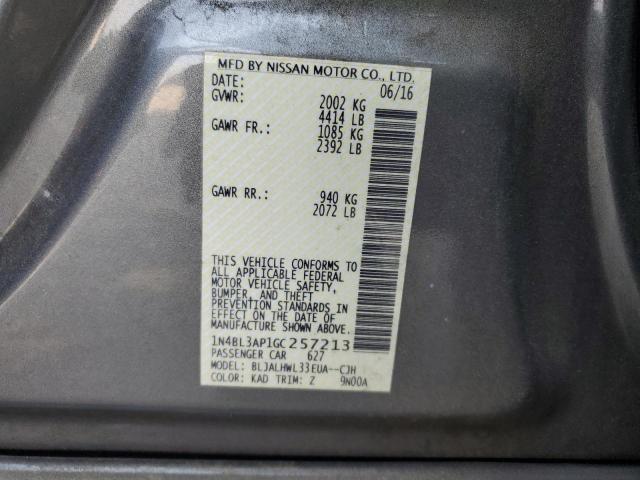 MFD BY NISSAN MOTOR CO., LTD.
DATE: 06/16
GVWR: 2002 KG
4414 LB
GAWR FR.: 1085 KG
2392 LB
GAWR RR.: 940 KG
2072 LB
THIS VEHICLE CONFORMS TO
ALL APPLICABLE FEDERAL
MOTOR VEHICLE SAFETY,
BUMPER, AND THEFT
PREVENTION STANDARDS IN
EFFECT ON THE DATE OF
MANUFACTURE SHOWN ABOVE.
1N4BL3AP1GC257213
PASSENGER CAR 627
MODEL: BLJALHWL33EUA--CJH
COLOR: KAD TRIM: Z 9N00A